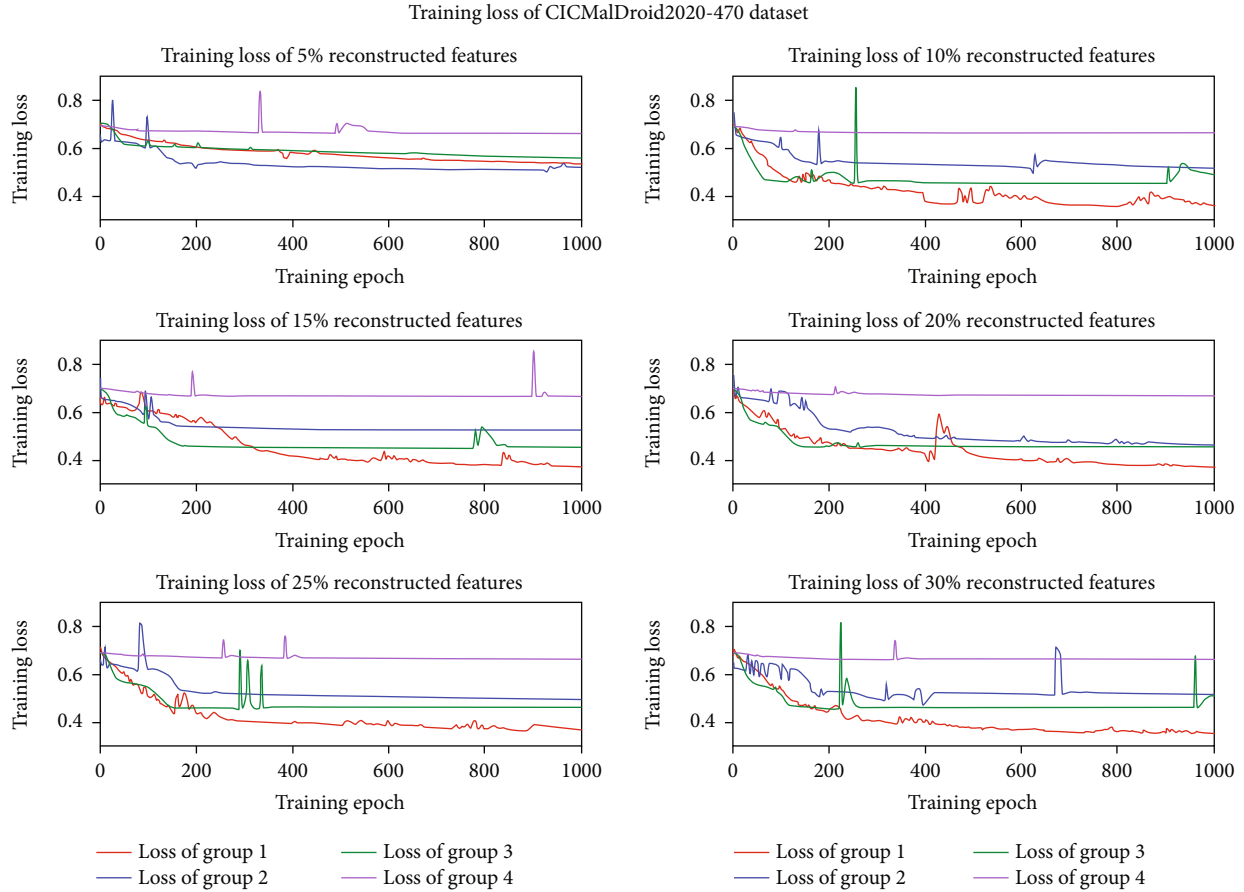 Training loss of CICMalDroid2020-470 dataset
Training loss of 5% reconstructed features
Training loss
0.8
0.6
0.4
0 200 400 600 800 1000
Training epoch
Training loss of 10% reconstructed features
Training loss
0.8
0.6
0.4
0 200 400 600 800 1000
Training epoch
Training loss of 15% reconstructed features
Training loss
0.8
0.6
0.4
0 200 400 600 800 1000
Training epoch
Training loss of 20% reconstructed features
Training loss
0.8
0.6
0.4
0 200 400 600 800 1000
Training epoch
Training loss of 25% reconstructed features
Training loss
0.8
0.6
0.4
0 200 400 600 800 1000
Training epoch
Training loss of 30% reconstructed features
Training loss
0.8
0.6
0.4
0 200 400 600 800 1000
Training epoch
Loss of group 1
Loss of group 2
Loss of group 3
Loss of group 4
Loss of group 1
Loss of group 2
Loss of group 3
Loss of group 4